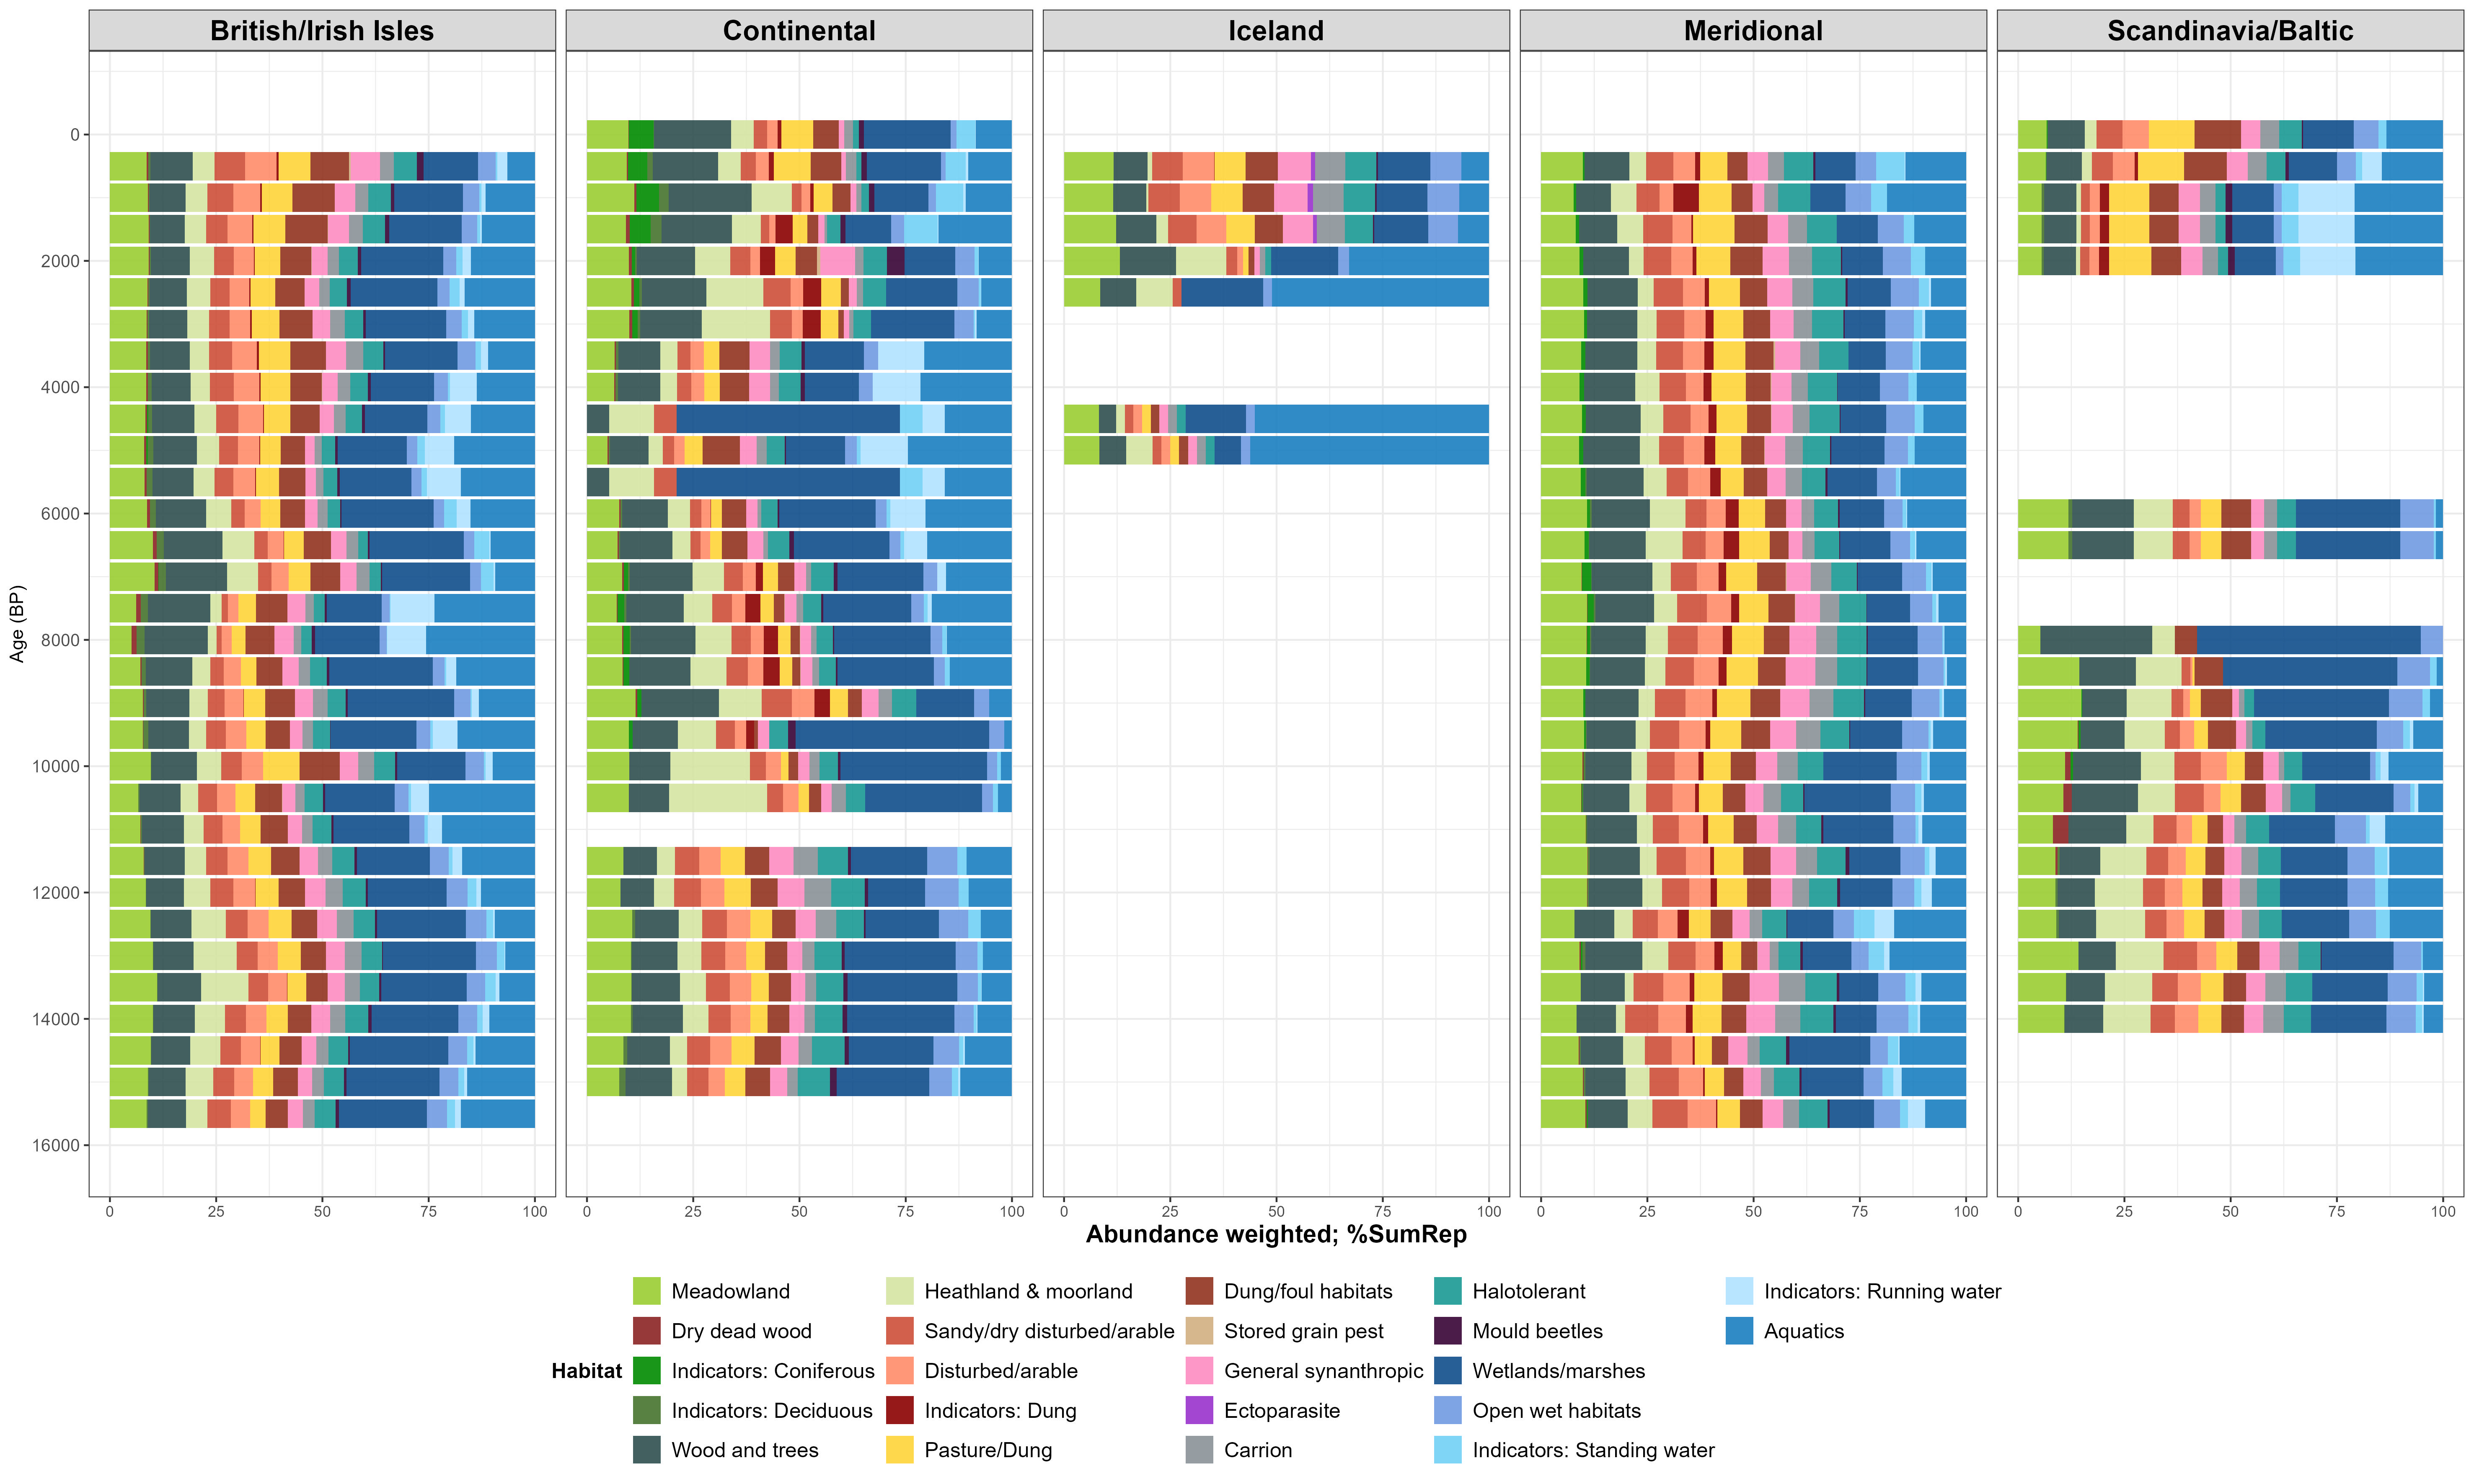 British/Irish Isles Continental Iceland Meridional Scandinavia/Baltic
Age (BP)
0
2000
4000
6000
8000
10000
12000
14000
16000
0 25 50 75 100 0 25 50 75 100 0 25 50 75 100 0 25 50 75 100 0 25 50 75 100
Abundance weighted; %SumRep
Habitat
Meadowland
Dry dead wood
Indicators: Coniferous
Indicators: Deciduous
Wood and trees
Heathland & moorland
Sandy/dry disturbed/arable
Disturbed/arable
Indicators: Dung
Pasture/Dung
Dung/foul habitats
Stored grain pest
General synanthropic
Ectoparasite
Carrion
Halotolerant
Mould beetles
Wetlands/marshes
Open wet habitats
Indicators: Standing water
Indicators: Running water
Aquatics